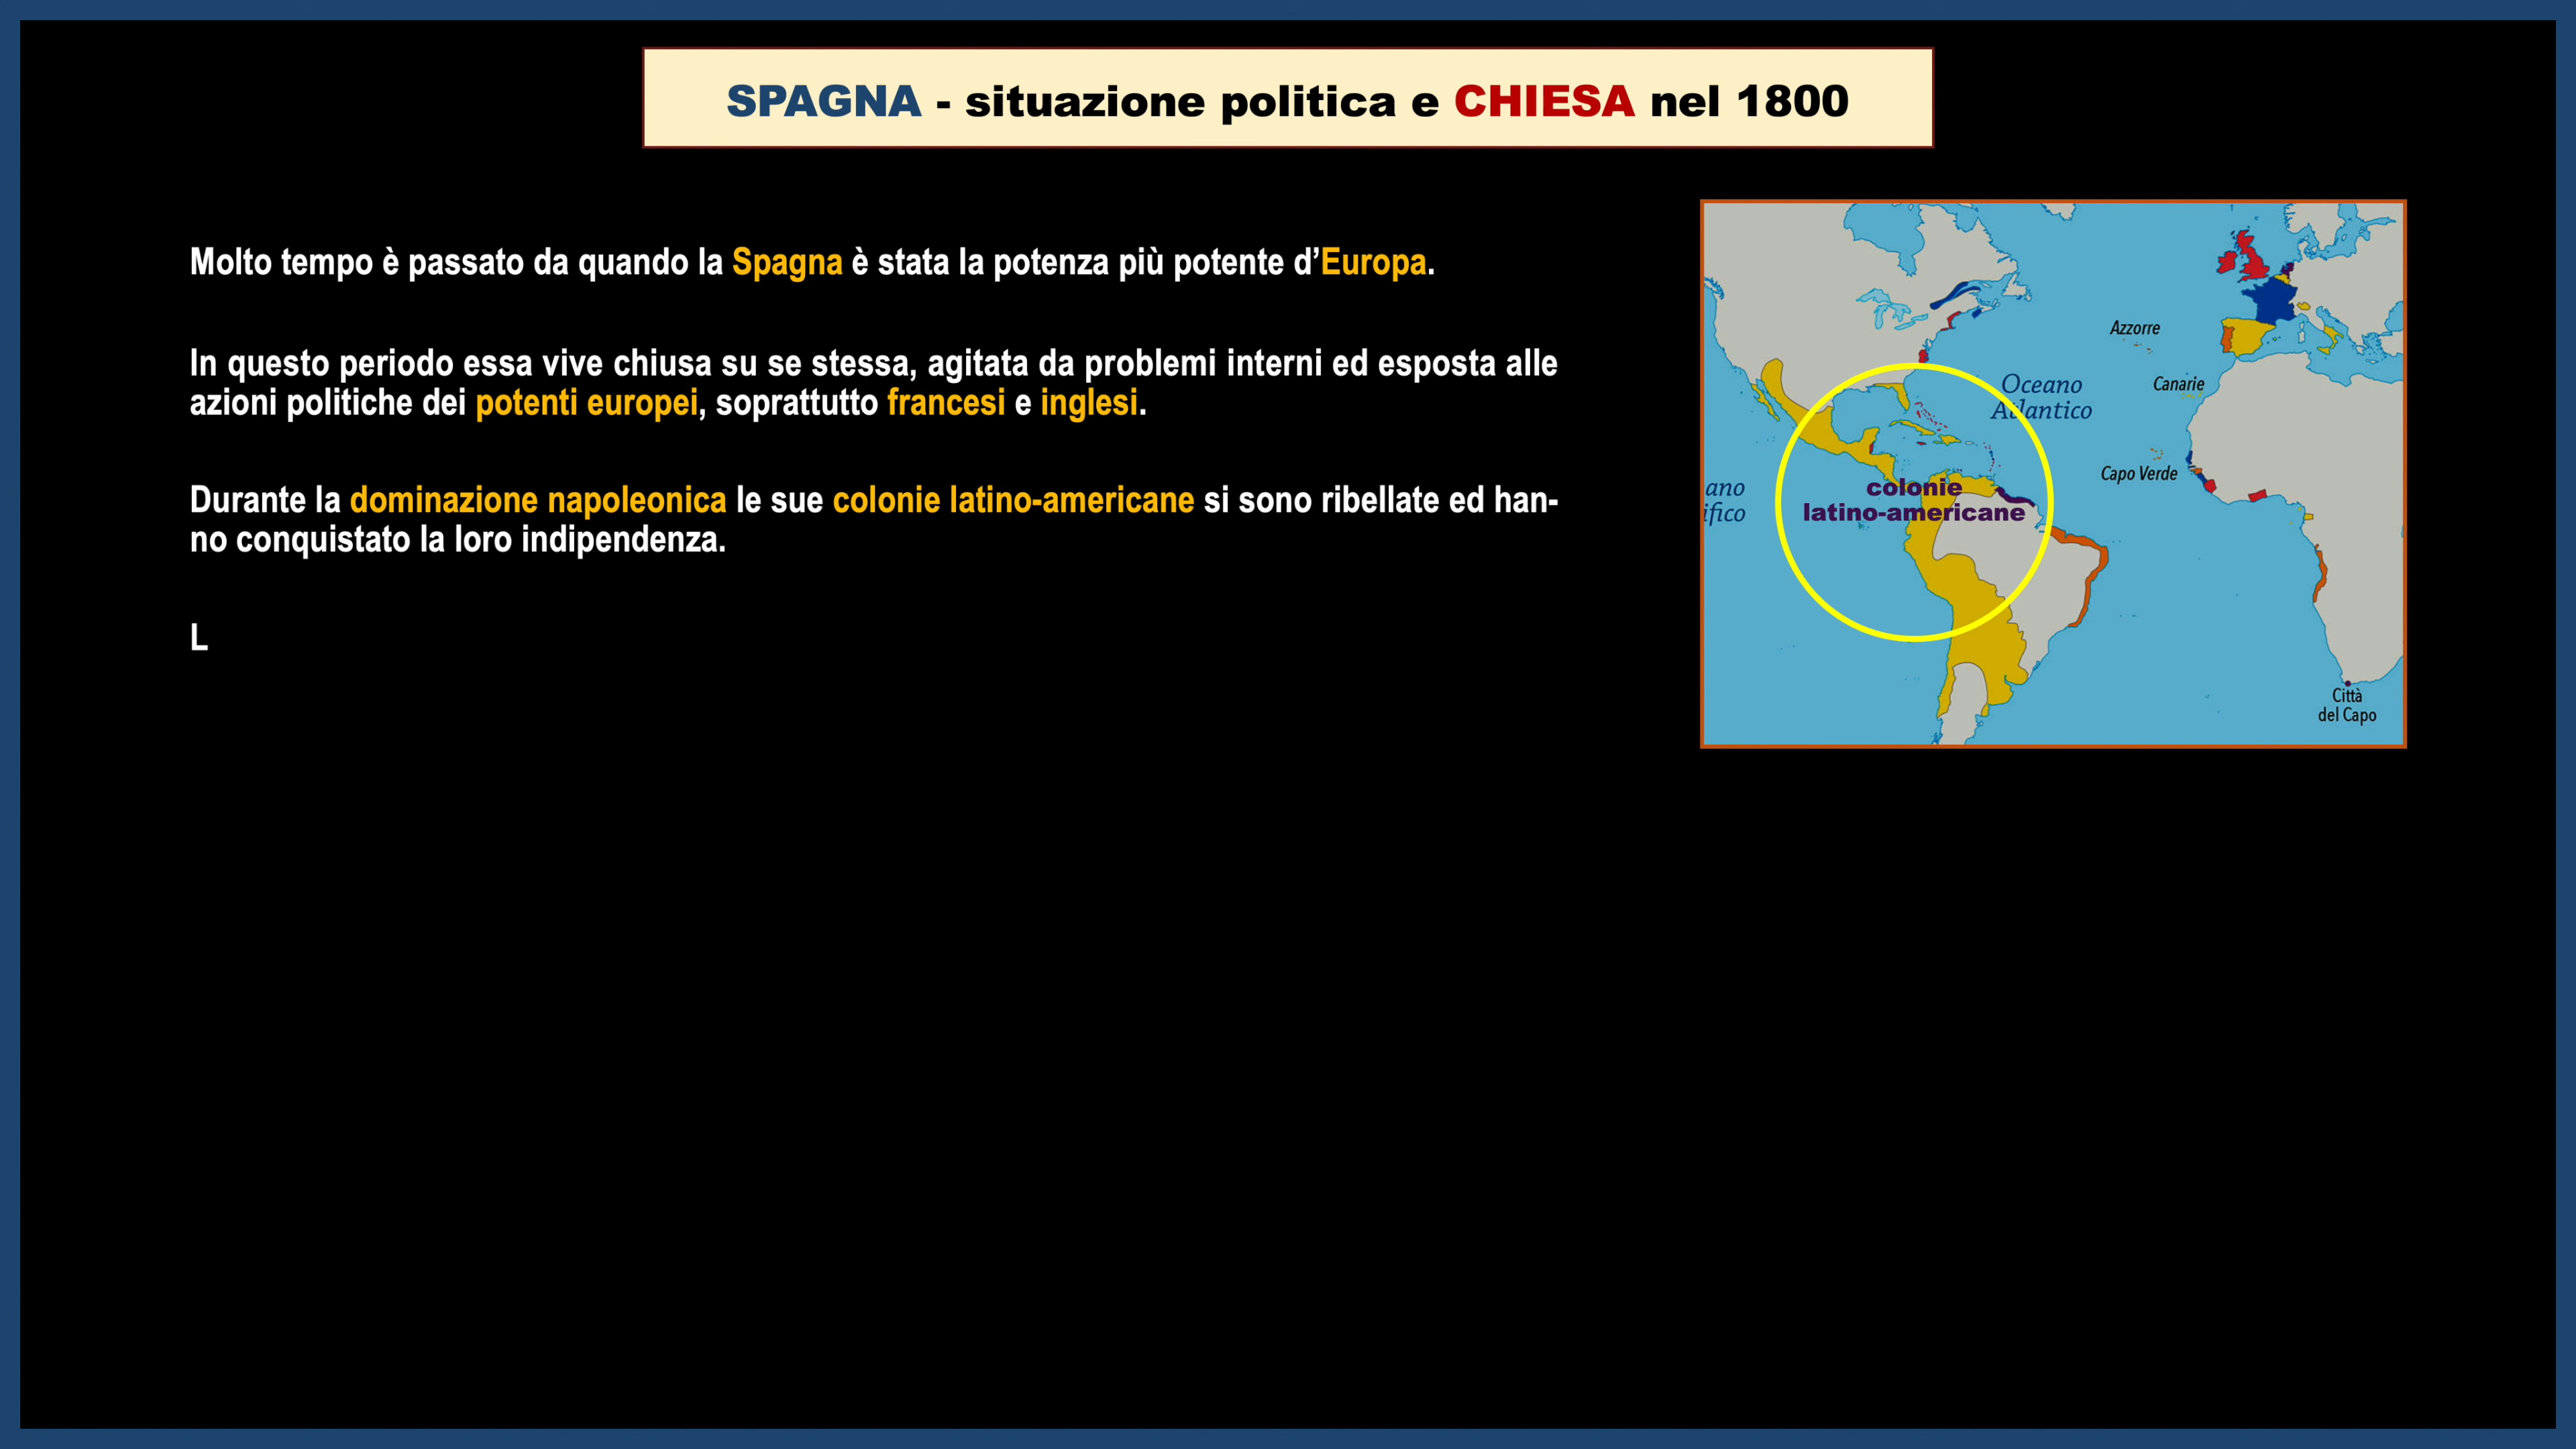 SPAGNA - situazione politica e CHIESA nel 1800
Molto tempo è passato da quando la Spagna è stata la potenza più potente d’Europa.
In questo periodo essa vive chiusa su se stessa, agitata da problemi interni ed esposta alle
azioni politiche dei potenti europei, soprattutto francesi e inglesi.
Durante la dominazione napoleonica le sue colonie latino-americane si sono ribellate ed han-
no conquistato la loro indipendenza.
L
Azzorre
Oceano
Atlantico
Canarie
Capo Verde
ano
ifico
colonie
latino-americane
Città
del Capo